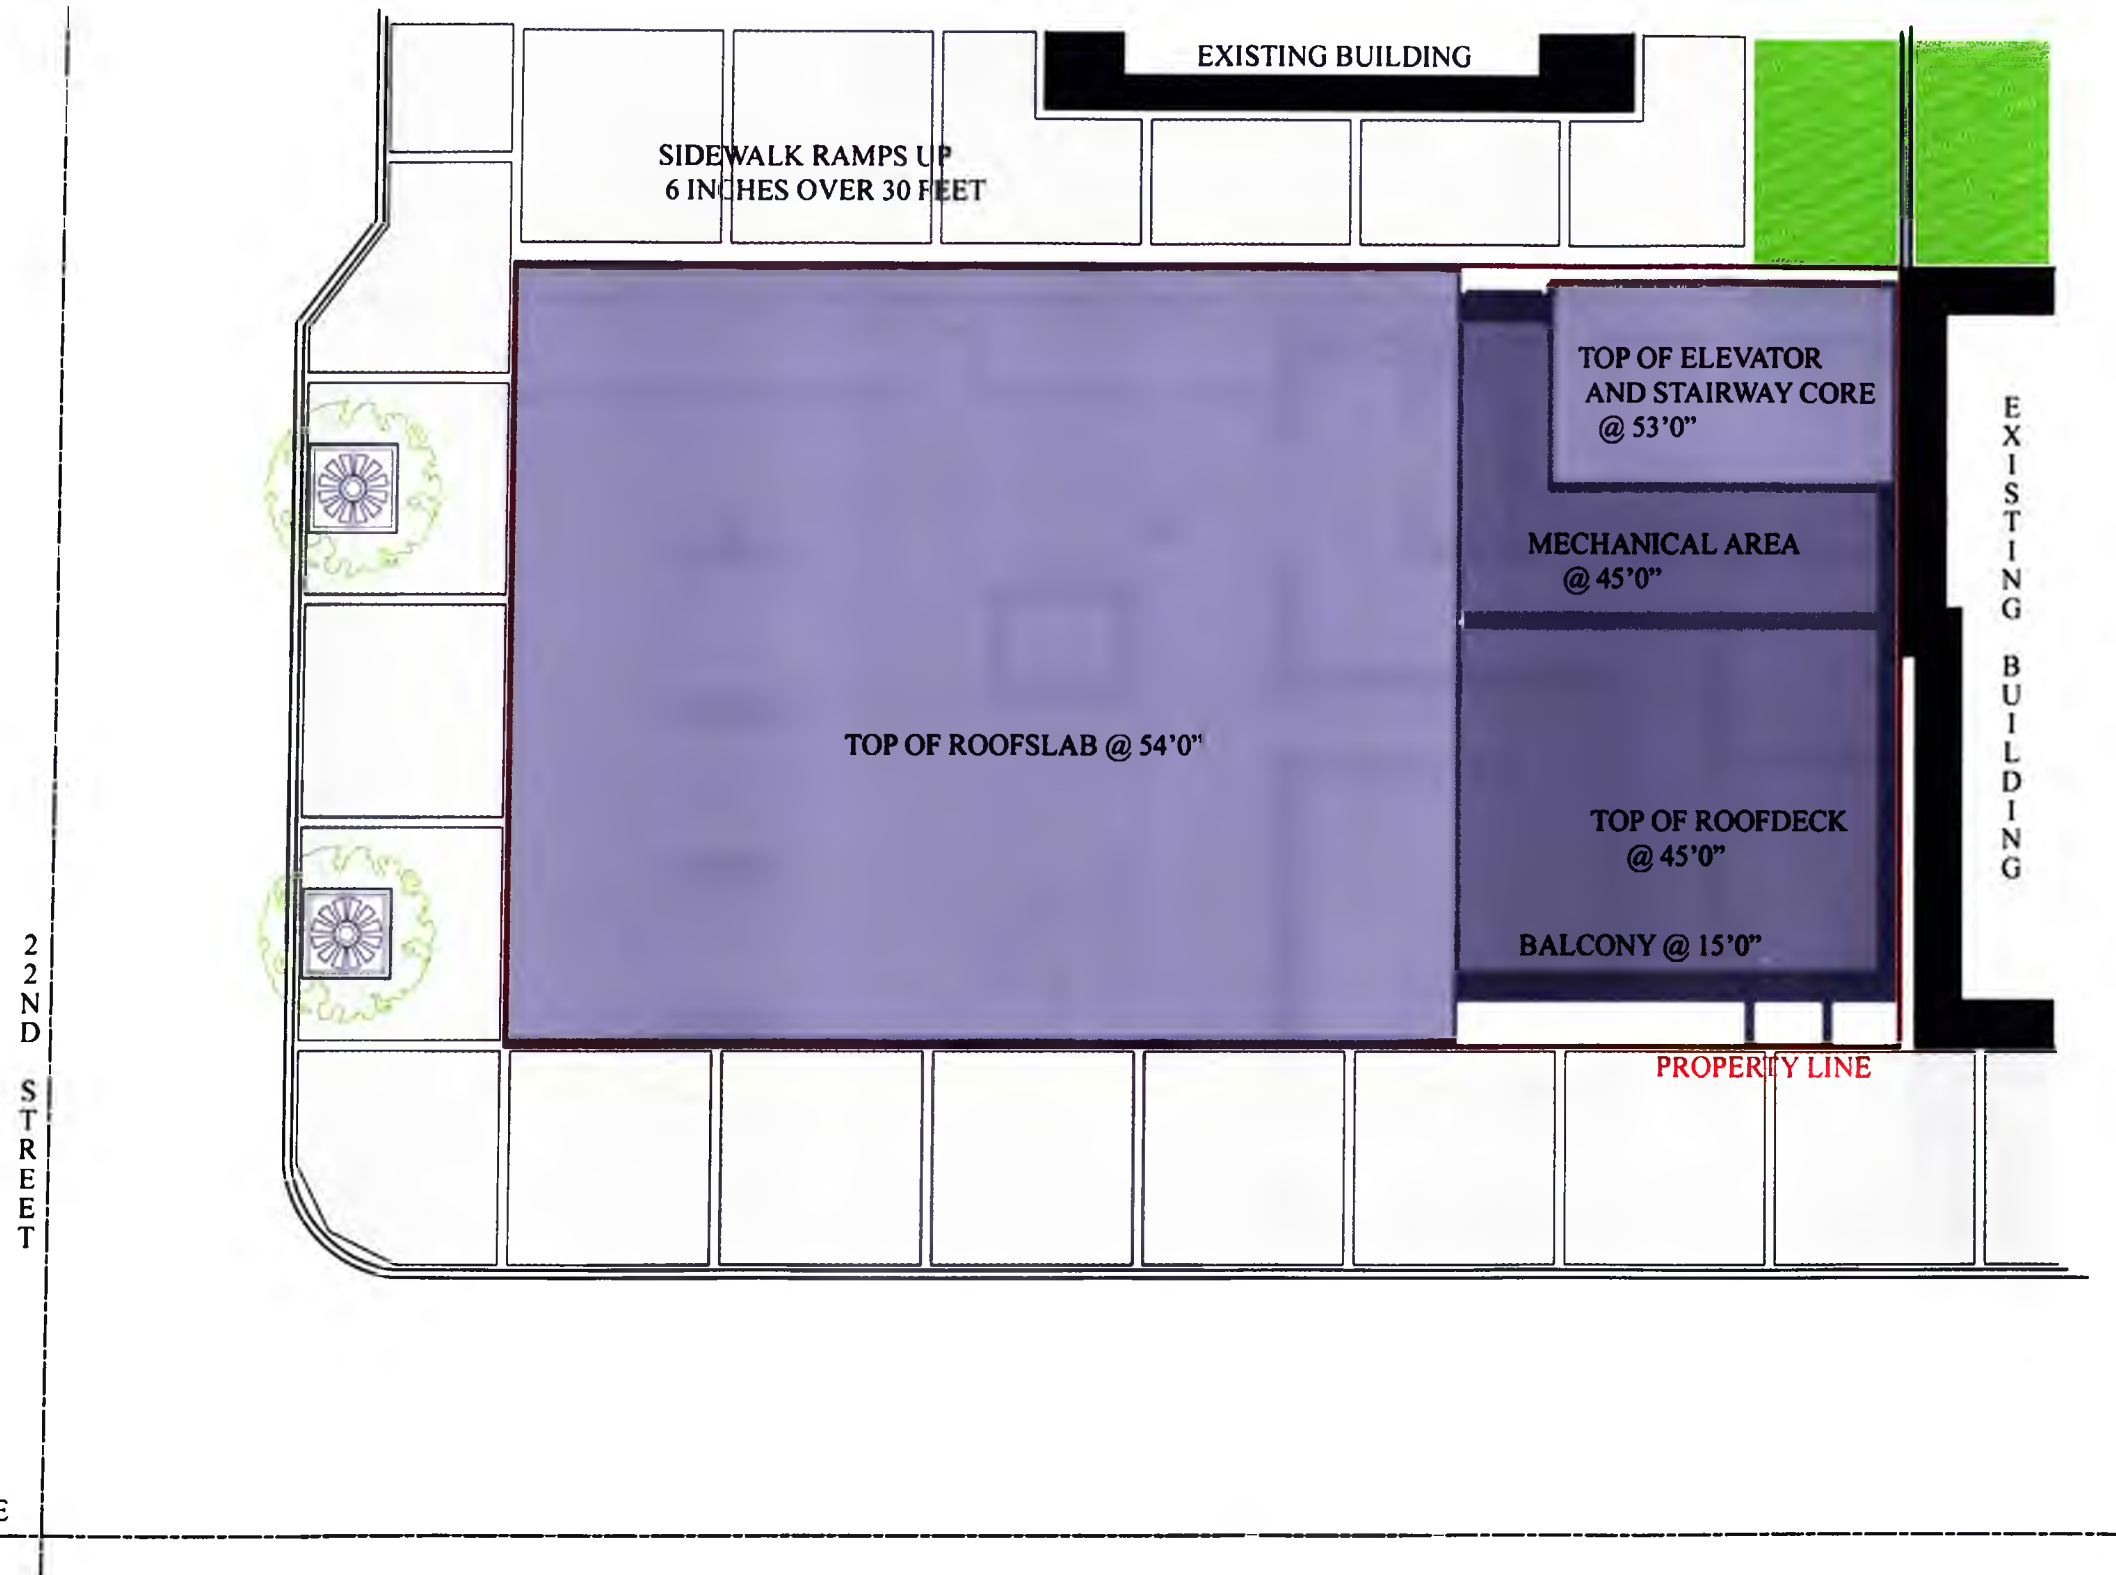 EXISTING BUILDING
SIDEWALK RAMPS UP
6 INCHES OVER 30 FEET
TOP OF ELEVATOR
AND STAIRWAY CORE
@ 53'0"
EXISTING BUILDING
MECHANICAL AREA
@ 45'0"
TOP OF ROOFSLAB @ 54'0"
TOP OF ROOFDECK
@ 45'0"
BALCONY @ 15'0"
22ND STREET
PROPERTY LINE
E